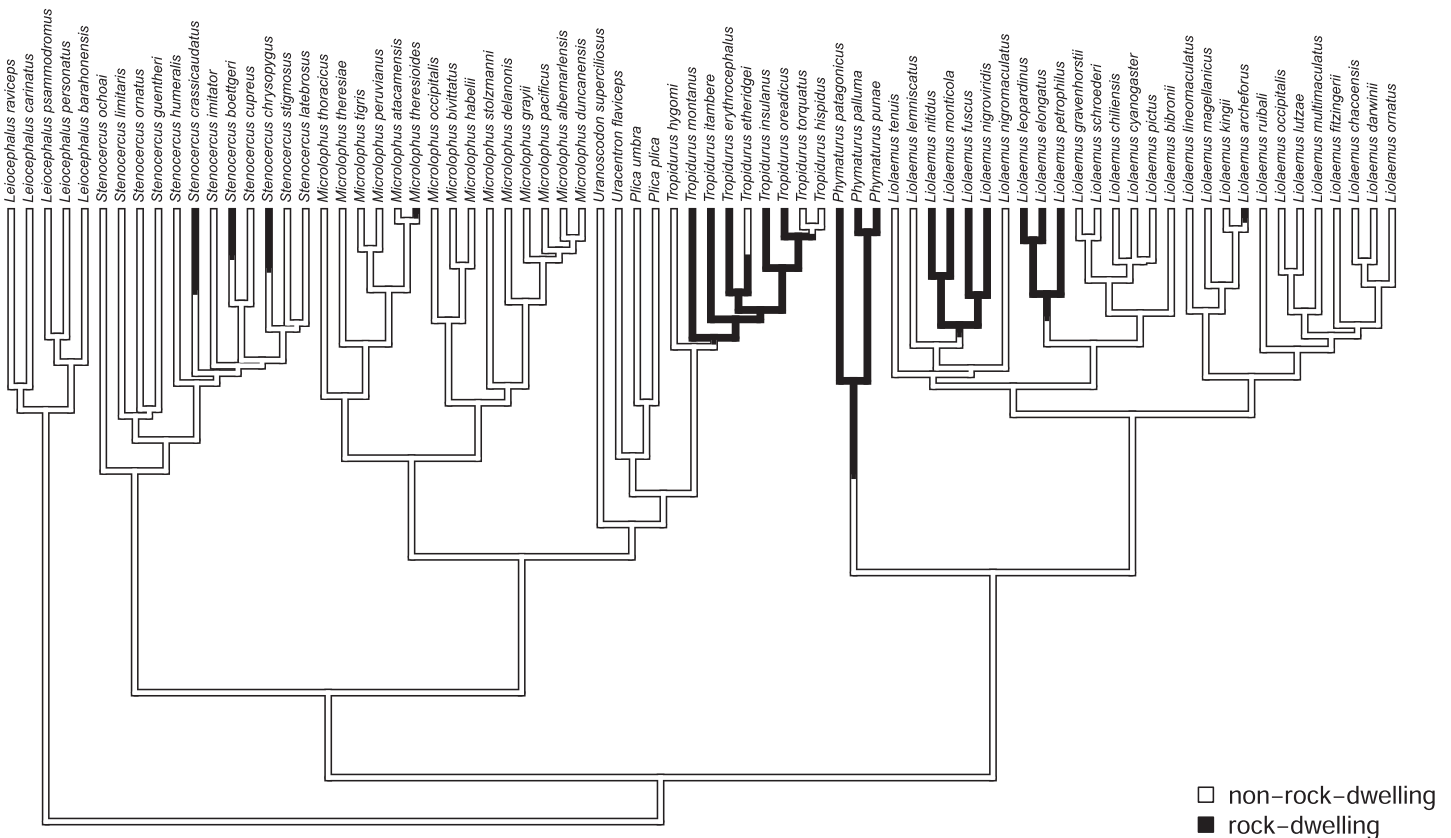 Leiocephalus raviceps
Leiocephalus carinatus
Leiocephalus psammodromus
Leiocephalus personatus
Leiocephalus barahonensis
Stenocercus ochoai
Stenocercus limitaris
Stenocercus ornatus
Stenocercus guentheri
Stenocercus humeralis
Stenocercus crassicaudatus
Stenocercus imitator
Stenocercus boettgeri
Stenocercus cupreus
Stenocercus chrysopygus
Stenocercus stigmosus
Stenocercus latebrosus
Microlophus thoracicus
Microlophus theresiae
Microlophus tigris
Microlophus peruvianus
Microlophus atacamensis
Microlophus theresioides
Microlophus occipitalis
Microlophus bivittatus
Microlophus habelii
Microlophus stolzmanni
Microlophus delanonis
Microlophus grayii
Microlophus pacificus
Microlophus albemarlensis
Microlophus duncanensis
Uranoscodon superciliosus
Uracentron flaviceps
Plica umbra
Plica plica
Tropidurus hygomi
Tropidurus montanus
Tropidurus itambere
Tropidurus erythrocephalus
Tropidurus etheridgei
Tropidurus insulanus
Tropidurus oreadicus
Tropidurus torquatus
Tropidurus hispidus
Phymaturus patagonicus
Phymaturus palluma
Phymaturus punae
Liolaemus tenuis
Liolaemus lemniscatus
Liolaemus nitidus
Liolaemus monticola
Liolaemus fuscus
Liolaemus nigroviridis
Liolaemus nigromaculatus
Liolaemus leopardinus
Liolaemus elongatus
Liolaemus petrophilus
Liolaemus gravenhorstii
Liolaemus schroederi
Liolaemus chiliensis
Liolaemus cyanogaster
Liolaemus pictus
Liolaemus bibronii
Liolaemus lineomaculatus
Liolaemus magellanicus
Liolaemus kingii
Liolaemus archeforus
Liolaemus ruibali
Liolaemus occipitalis
Liolaemus lutzae
Liolaemus multimaculatus
Liolaemus fitzingerii
Liolaemus chacoensis
Liolaemus darwinii
Liolaemus ornatus
non-rock-dwelling
rock-dwelling